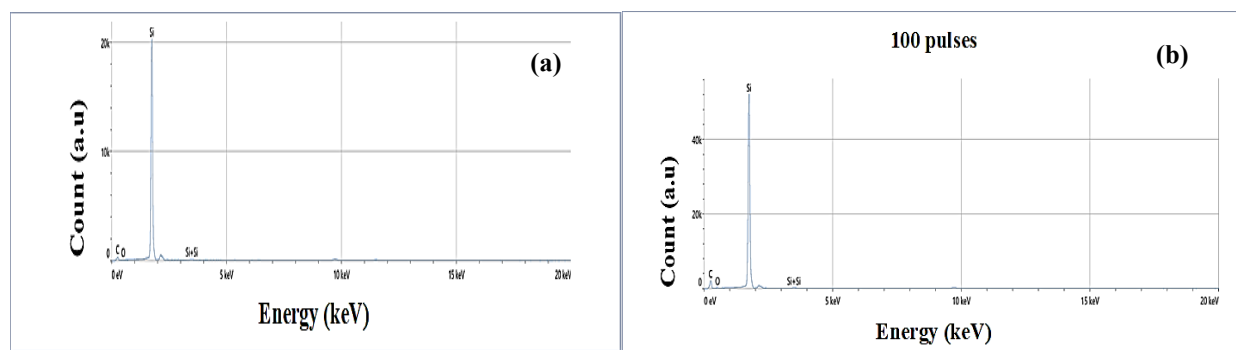 Si
20k
(a)
10k
Count (a.u)
0
C
O
Si+Si
0 eV
5 keV
10 keV
15 keV
20 keV
Energy (keV)
100 pulses
(b)
Si
40k
20k
Count (a.u)
0
C
O
Si+Si
0 eV
5 keV
10 keV
15 keV
20 keV
Energy (keV)